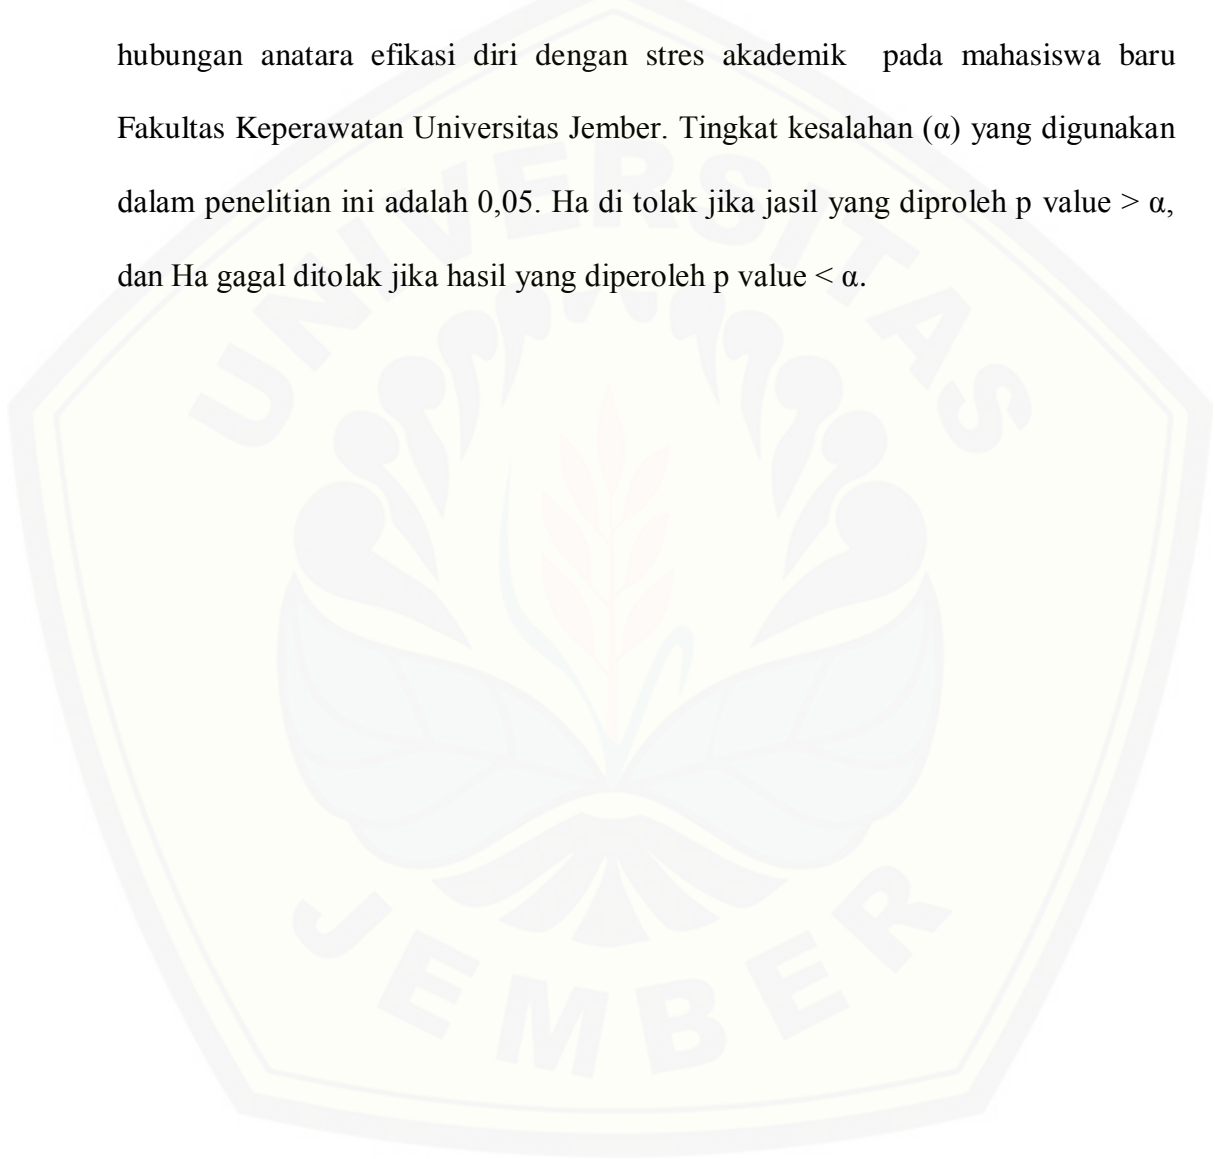 hubungan anatara efikasi diri dengan stres akademik pada mahasiswa baru
Fakultas Keperawatan Universitas Jember. Tingkat kesalahan (α) yang digunakan
dalam penelitian ini adalah 0,05. Ha di tolak jika jasil yang diproleh p value > α,
dan Ha gagal ditolak jika hasil yang diperoleh p value < α.
UNIVERSITAS
JEMBER